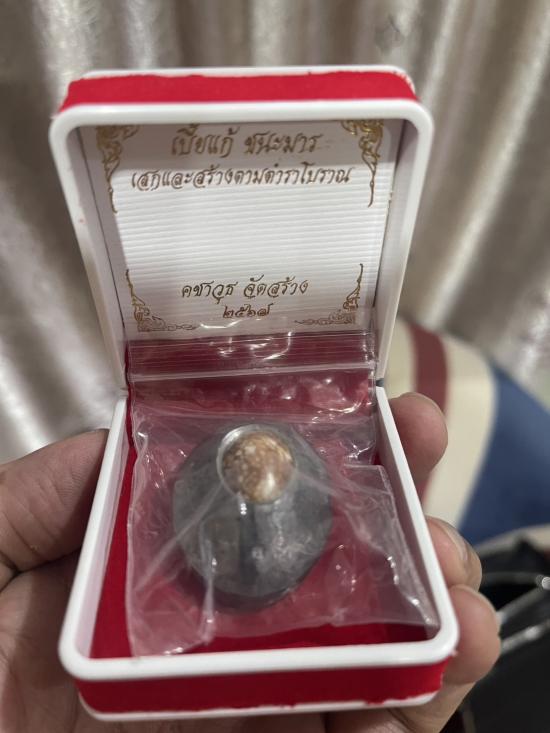 เบี้ยแก้ ชนะมาร
เสกและสร้างตามตำราโบราณ
คชาวุธ จัดสร้าง
๒๕๖๗